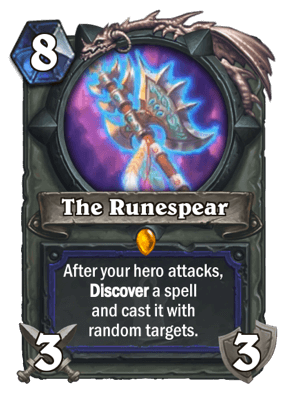 8
The Runespear
After your hero attacks,
Discover a spell
and cast it with
random targets.
3
3